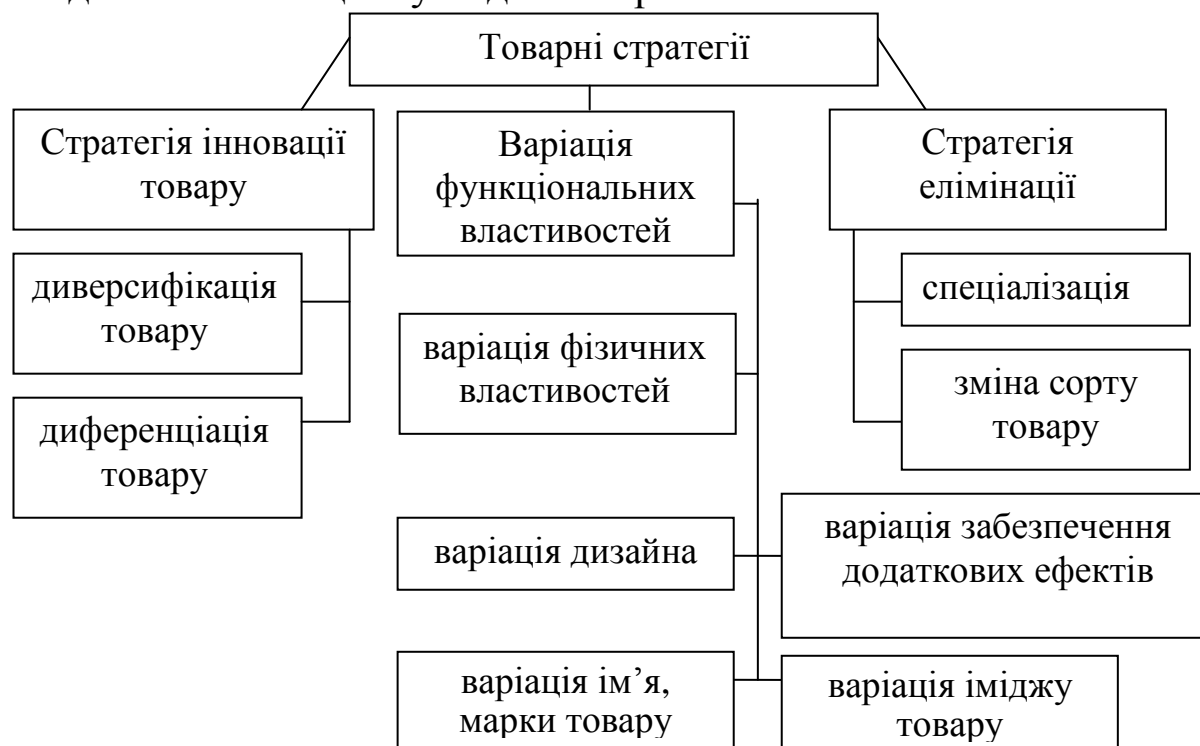 Товарні стратегії
Стратегія інновації
товару
диверсифікація
товару
диференціація
товару
Варіація
функціональних
властивостей
варіація фізичних
властивостей
варіація дизайна
варіація ім’я,
марки товару
варіація забезпечення
додаткових ефектів
варіація іміджу
товару
Стратегія
елімінації
спеціалізація
зміна сорту
товару